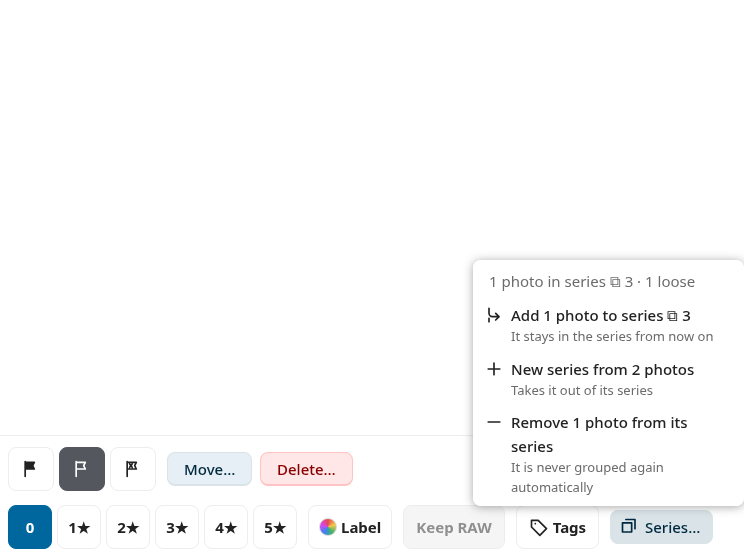 1 photo in series ⧉ 3 · 1 loose
Add 1 photo to series ⧉ 3
It stays in the series from now on
New series from 2 photos
Takes it out of its series
Remove 1 photo from its
series
It is never grouped again
automatically
Move...
Delete...
0
1★
2★
3★
4★
5★
Label
Keep RAW
Tags
Series...